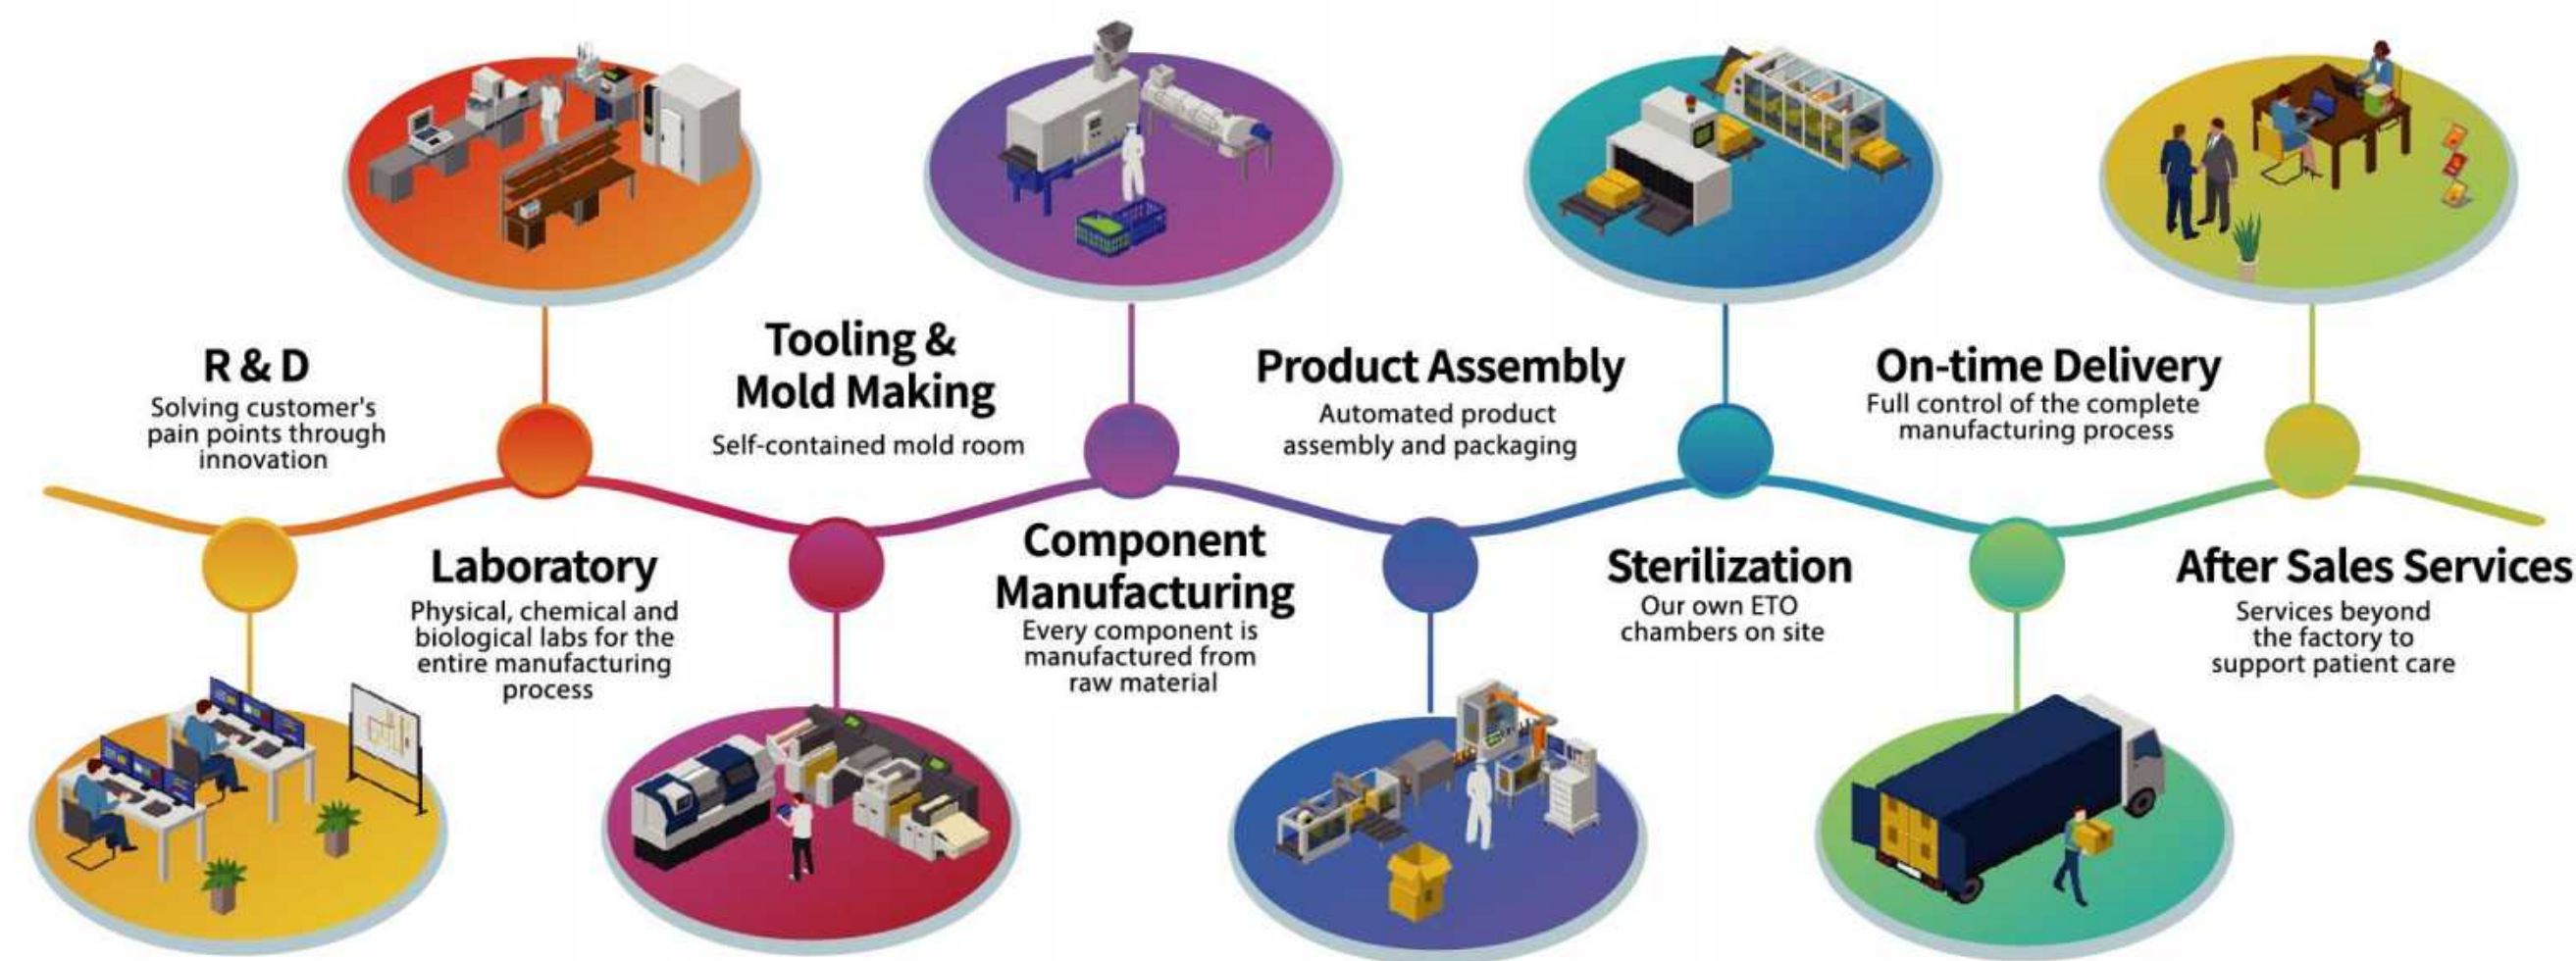 R & D
Solving customer's
pain points through
innovation
Laboratory
Physical, chemical and
biological labs for the
entire manufacturing
process
Tooling &
Mold Making
Self-contained mold room
Component
Manufacturing
Every component is
manufactured from
raw material
Product Assembly
Automated product
assembly and packaging
Sterilization
Our own ETO
chambers on site
On-time Delivery
Full control of the complete
manufacturing process
After Sales Services
Services beyond
the factory to
support patient care